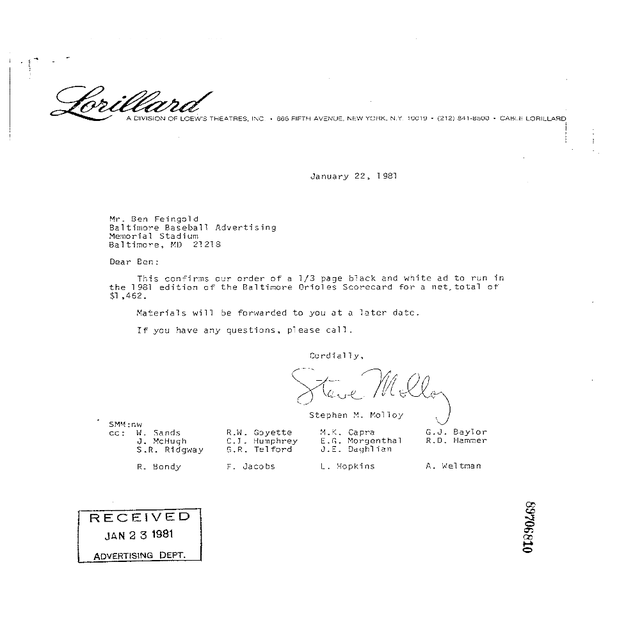 Lorillard
A DIVISION OF LOEW'S THEATRES, INC • 666 FIFTH AVENUE, NEW YORK, N.Y. 10019 • (212) 841-8500 • CABLE LORILLARD
January 22, 1981
Mr. Ben Feingold
Baltimore Baseball Advertising
Memorial Stadium
Baltimore, MD 21218
Dear Ben:
This confirms our order of a 1/3 page black and white ad to run in
the 1981 edition of the Baltimore Orioles Scorecard for a net total of
$1,462.
Materials will be forwarded to you at a later date.
If you have any questions, please call.
Cordially,
Steve Molloy
Stephen M. Molloy
SMM:nw
cc: W. Sands R.W. Goyette M.K. Capra G.J. Baylor
J. McHugh C.I. Humphrey E.G. Morgenthal R.D. Hammer
S.R. Ridgway G.R. Telford J.E. Daghlian
R. Bondy F. Jacobs L. Hopkins A. Weltman
RECEIVED
JAN 23 1981
ADVERTISING DEPT.
89706810